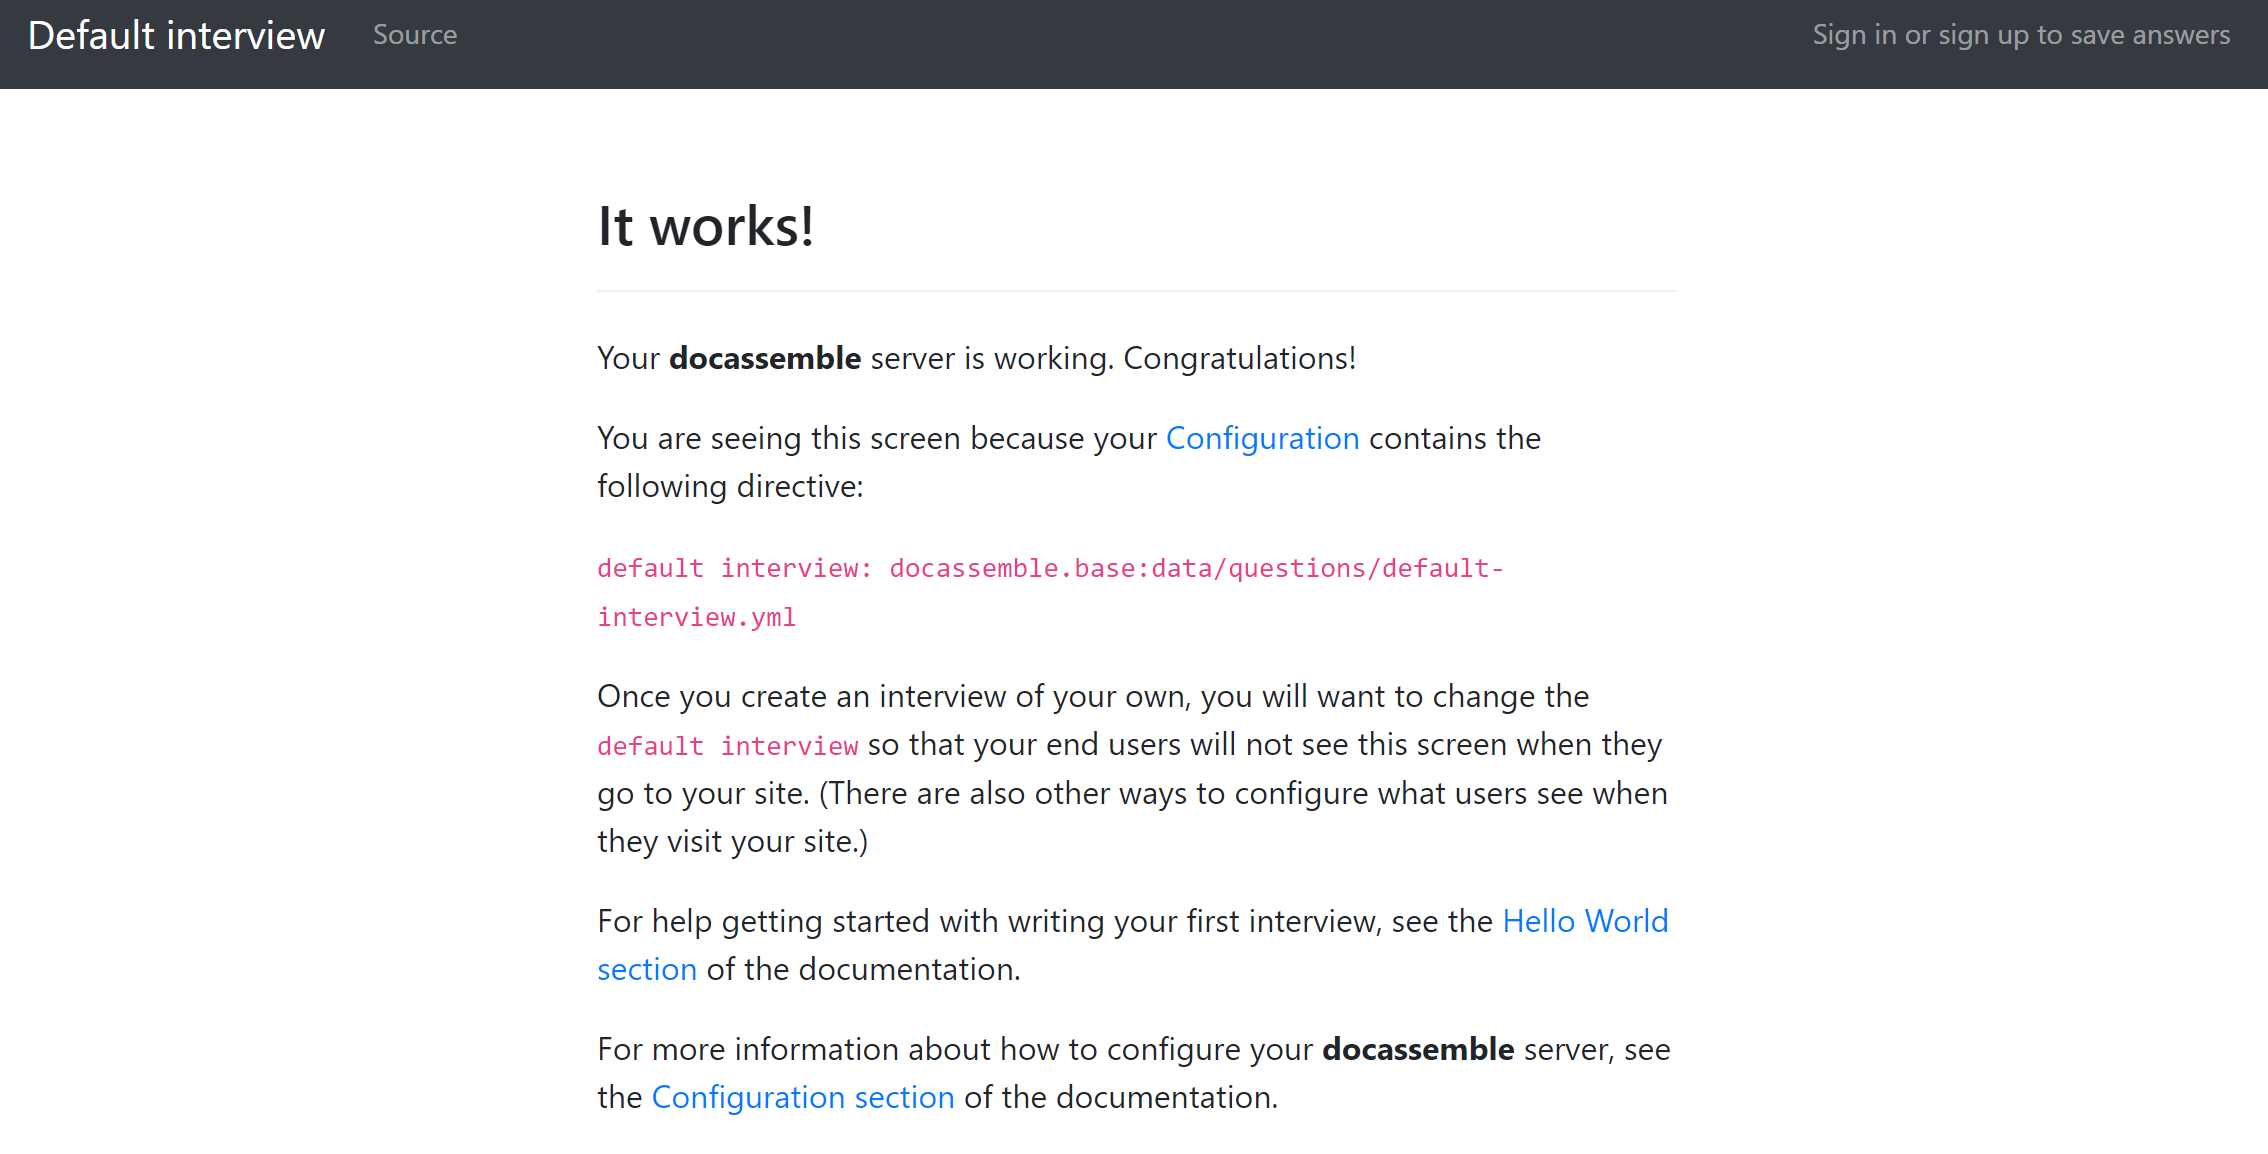 Default interview Source Sign in or sign up to save answers
It works!
Your docassemble server is working. Congratulations!
You are seeing this screen because your Configuration contains the
following directive:
default interview: docassemble.base:data/questions/default-
interview.yml
Once you create an interview of your own, you will want to change the
default interview so that your end users will not see this screen when they
go to your site. (There are also other ways to configure what users see when
they visit your site.)
For help getting started with writing your first interview, see the Hello World
section of the documentation.
For more information about how to configure your docassemble server, see
the Configuration section of the documentation.